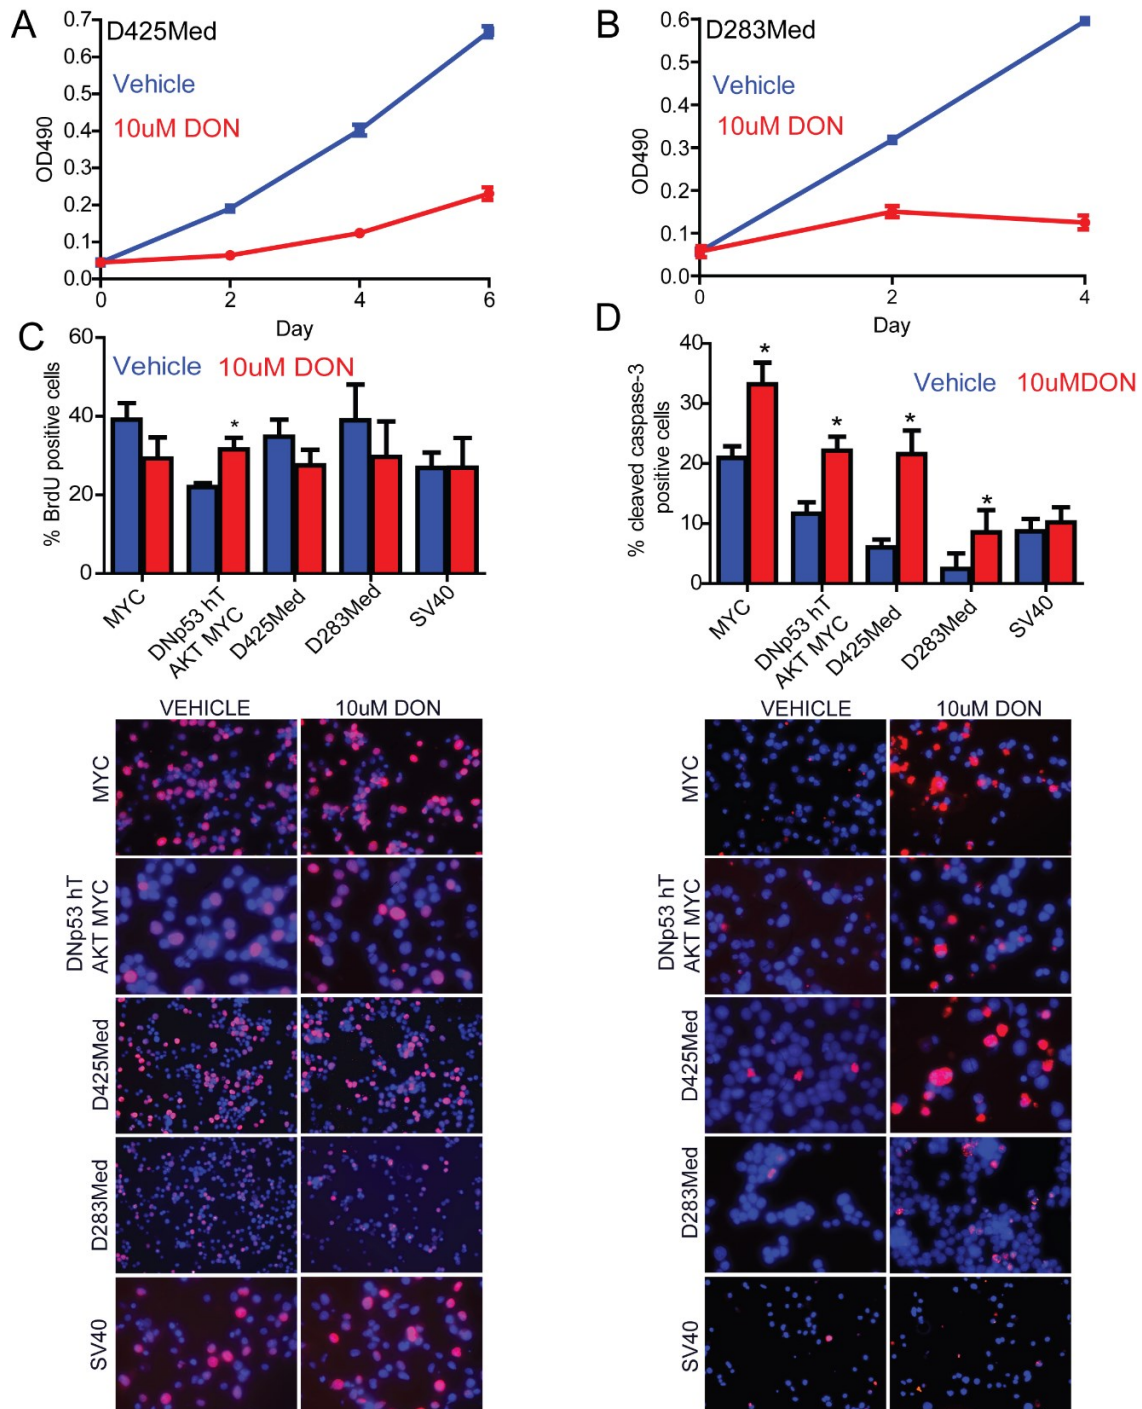 A
D425Med
Vehicle
10uM DON
OD490
0.7
0.6
0.5
0.4
0.3
0.2
0.1
0.0
0 2 4 6
Day
B
D283Med
Vehicle
10uM DON
OD490
0.6
0.5
0.4
0.3
0.2
0.1
0.0
0 2 4
Day
C
Vehicle 10uM DON
% BrdU positive cells
60
40
20
0
*
MYC
DNp53 hT
AKT MYC
D425Med
D283Med
SV40
D
Vehicle 10uMDON
% cleaved caspase-3
positive cells
40
30
20
10
0
* * * *
MYC
DNp53 hT
AKT MYC
D425Med
D283Med
SV40
VEHICLE 10uM DON
MYC
DNp53 hT
AKT MYC
D425Med
D283Med
SV40
VEHICLE 10uM DON
MYC
DNp53 hT
AKT MYC
D425Med
D283Med
SV40